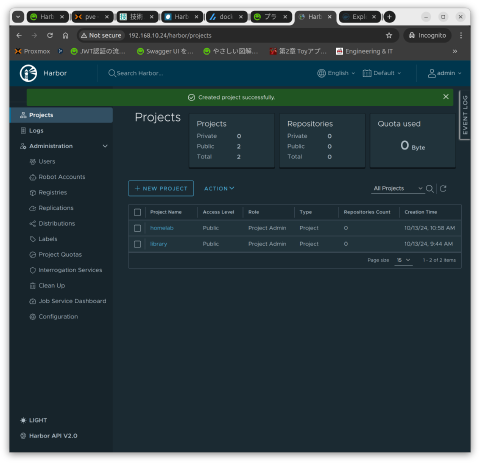 Harb
pve
技術
Hart
doci
プラ
Harb
Expl
Not secure 192.168.10.24/harbor/projects
Incognito
Proxmox
JWT認証の流...
Swagger UI を...
やさしい図解...
第2章 Toyアプ...
Engineering & IT
Harbor
Search Harbor...
English
Default
admin
Created project successfully.
EVENT LOG
Projects
Logs
Administration
Users
Robot Accounts
Registries
Replications
Distributions
Labels
Project Quotas
Interrogation Services
Clean Up
Job Service Dashboard
Configuration
LIGHT
Harbor API V2.0
Projects
Projects
Private 0
Public 2
Total 2
Repositories
Private 0
Public 0
Total 0
Quota used
0 Byte
+ NEW PROJECT
ACTION
All Projects
Project Name Access Level Role Type Repositories Count Creation Time
homelab Public Project Admin Project 0 10/13/24, 10:58 AM
library Public Project Admin Project 0 10/13/24, 9:44 AM
Page size 15 1 - 2 of 2 items